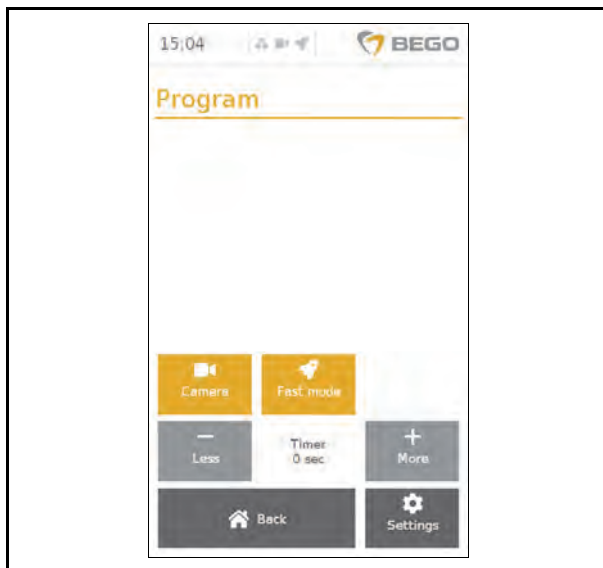 15:04 BEGO
Program
Camera Fast mode
Less Timer 0 sec More
Back Settings